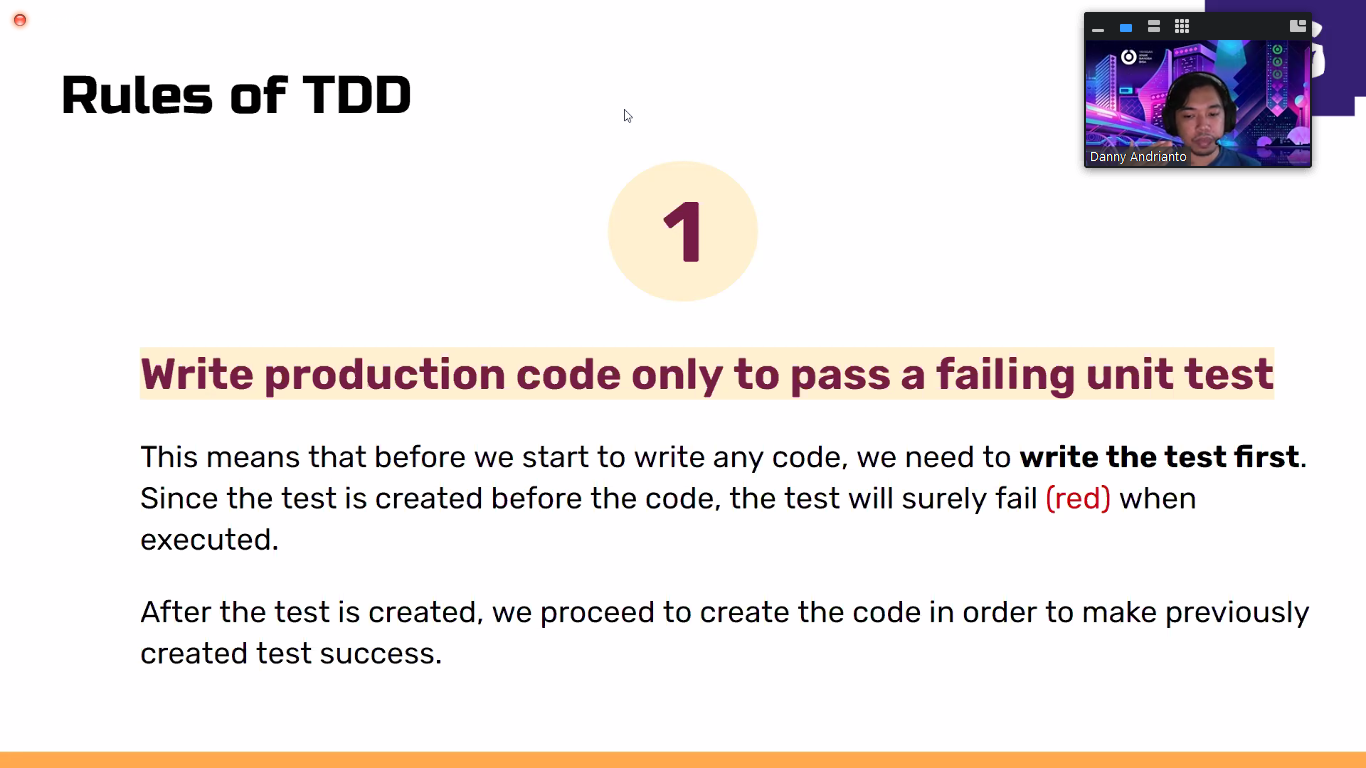 Rules of TDD
Danny Andrianto
1
Write production code only to pass a failing unit test
This means that before we start to write any code, we need to write the test first.
Since the test is created before the code, the test will surely fail (red) when
executed.
After the test is created, we proceed to create the code in order to make previously
created test success.